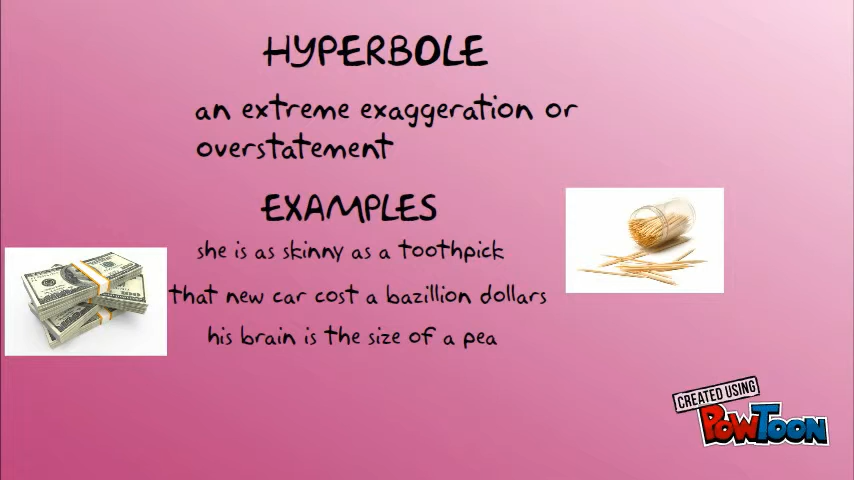 HYPERBOLE
an extreme exaggeration or
overstatement
EXAMPLES
she is as skinny as a toothpick
that new car cost a bazillion dollars
his brain is the size of a pea
CREATED USING
POWTOON